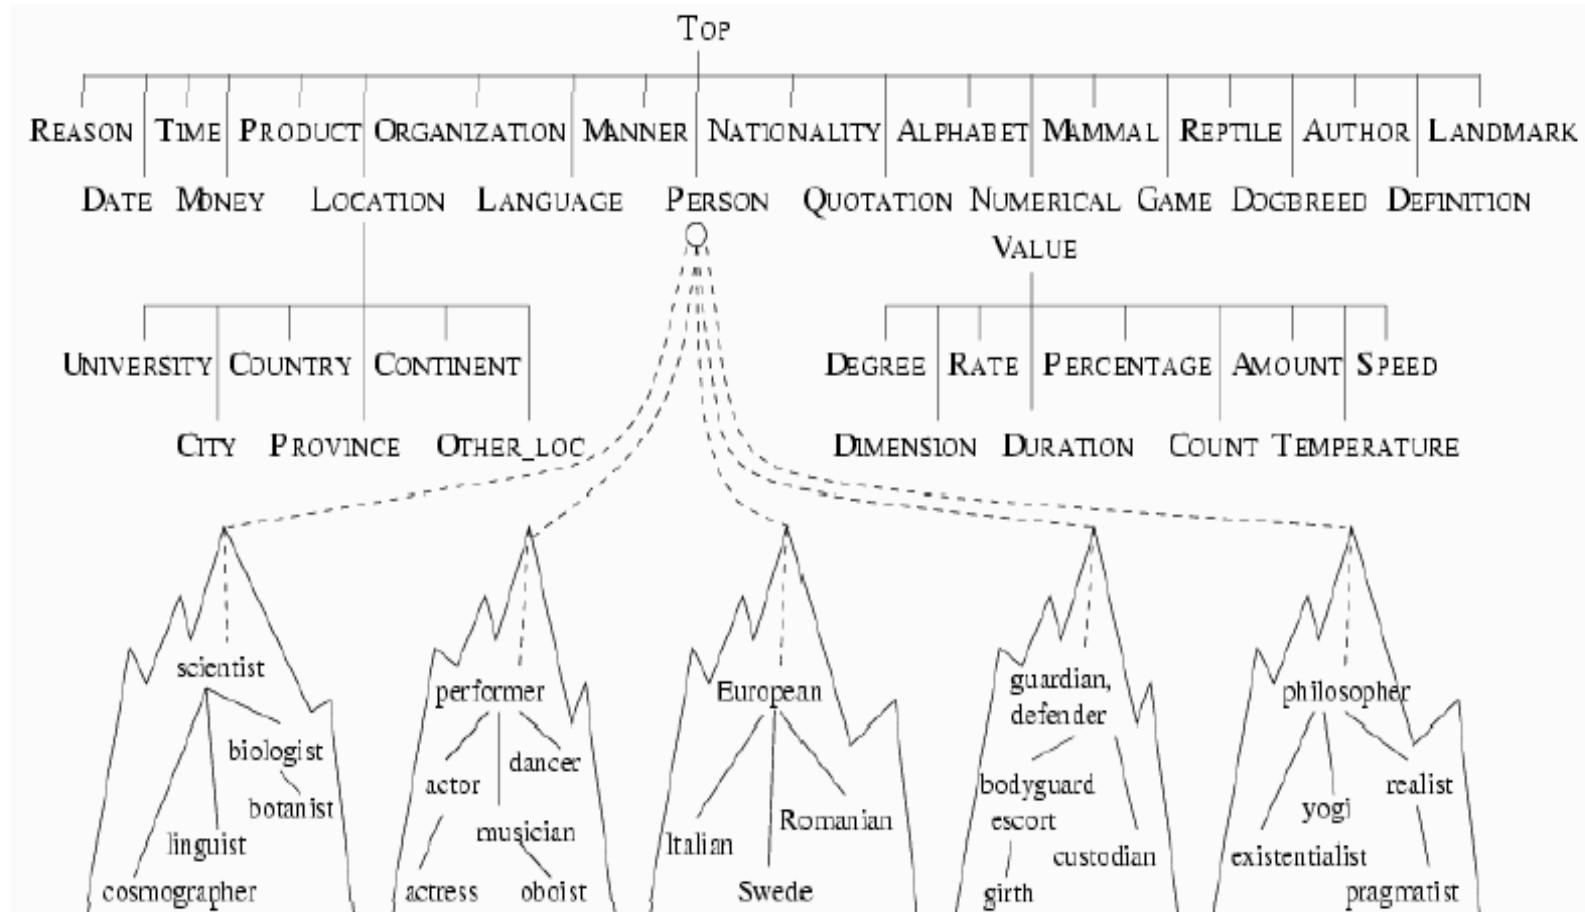 TOP
REASON TIME PRODUCT ORGANIZATION MANNER NATIONALITY ALPHABET MAMMAL REPTILE AUTHOR LANDMARK
DATE MONEY LOCATION LANGUAGE PERSON QUOTATION NUMERICAL GAME DOGBREED DEFINITION
VALUE
UNIVERSITY COUNTRY CONTINENT DEGREE RATE PERCENTAGE AMOUNT SPEED
CITY PROVINCE OTHER_LOC DIMENSION DURATION COUNT TEMPERATURE
scientist
biologist
botanist
linguist
cosmographer
performer
dancer
actor
musician
actress oboist
European
Romanian
Italian
Swede
guardian,
defender
bodyguard
escort
custodian
girth
philosopher
realist
yogi
existentialist
pragmatist